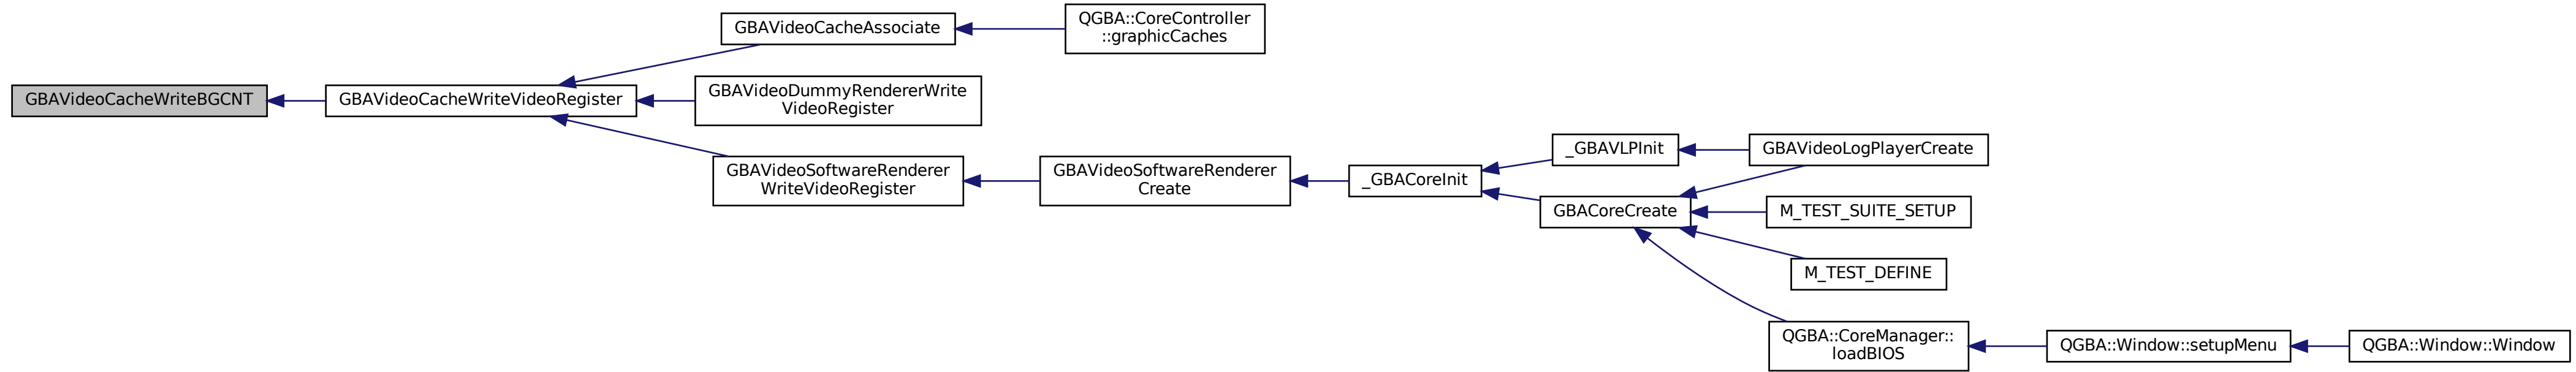 GBAVideoCacheWriteBGCNT
GBAVideoCacheWriteVideoRegister
GBAVideoCacheAssociate
QGBA::CoreController
::graphicCaches
GBAVideoDummyRendererWrite
VideoRegister
GBAVideoSoftwareRenderer
WriteVideoRegister
GBAVideoSoftwareRenderer
Create
_GBACoreInit
_GBAVLPInit
GBAVideoLogPlayerCreate
GBACoreCreate
M_TEST_SUITE_SETUP
M_TEST_DEFINE
QGBA::CoreManager::
loadBIOS
QGBA::Window::setupMenu
QGBA::Window::Window